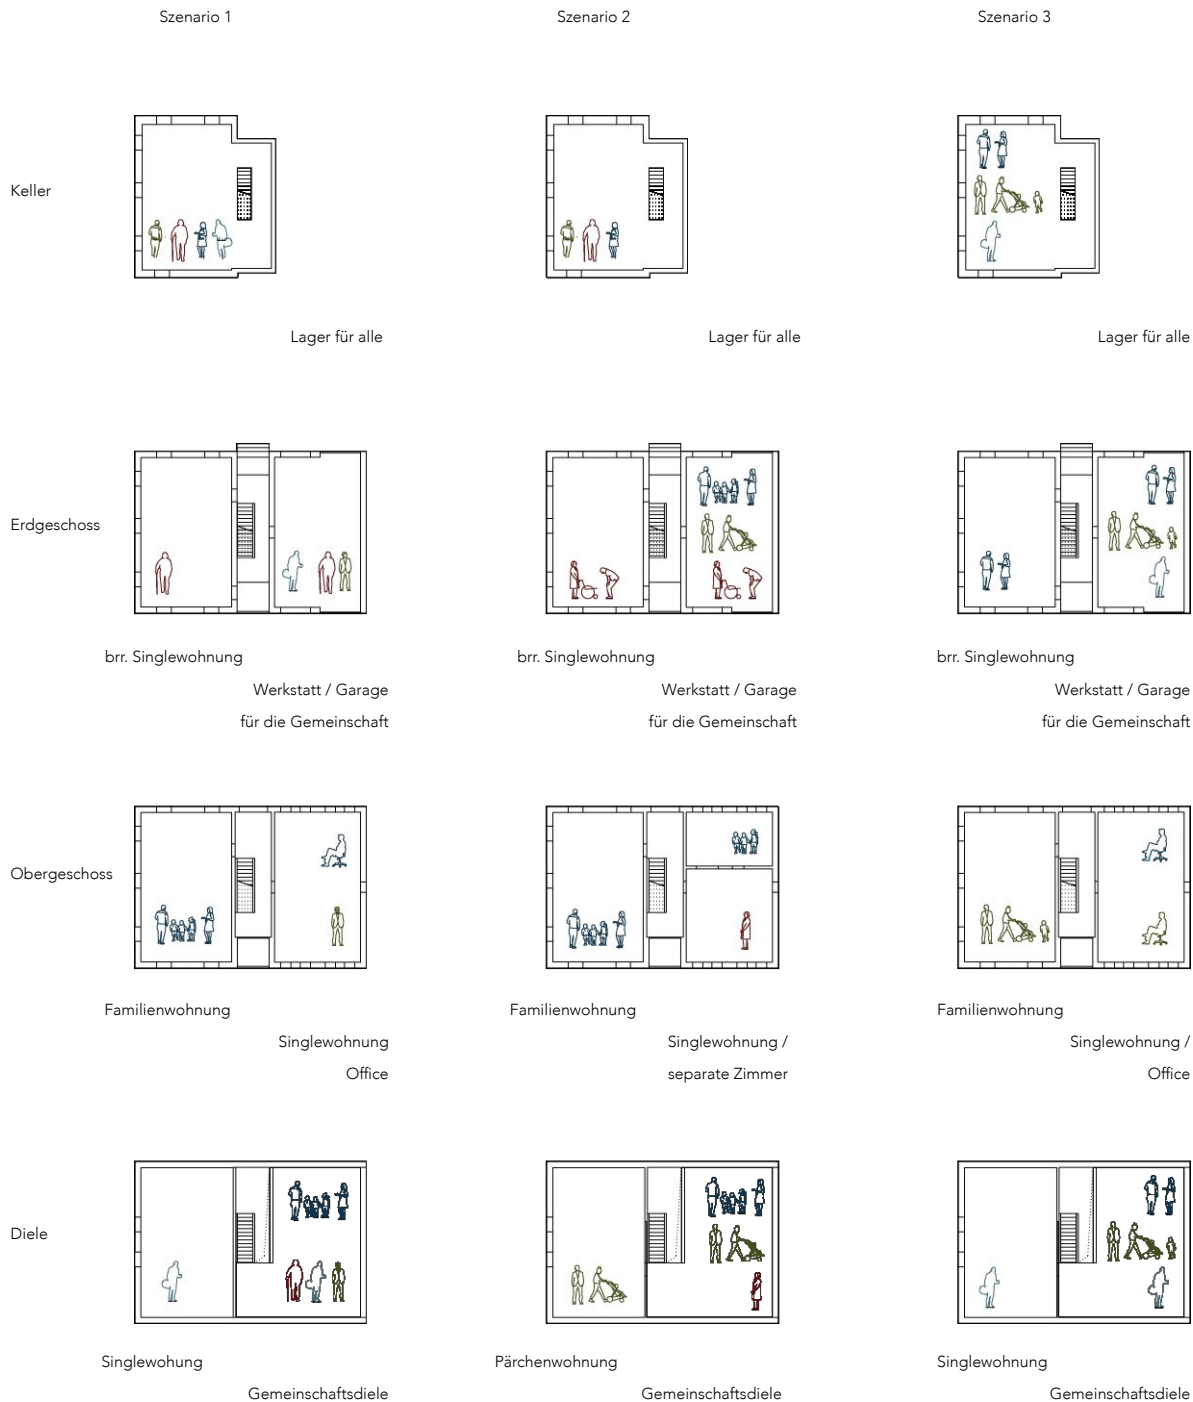 Szenario 1
Szenario 2
Szenario 3
Keller
Lager für alle
Lager für alle
Lager für alle
Erdgeschoss
brr. Singlewohnung
brr. Singlewohnung
brr. Singlewohnung
Werkstatt / Garage
Werkstatt / Garage
Werkstatt / Garage
für die Gemeinschaft
für die Gemeinschaft
für die Gemeinschaft
Obergeschoss
Familienwohnung
Familienwohnung
Familienwohnung
Singlewohnung
Singlewohnung /
Singlewohnung /
Office
separate Zimmer
Office
Diele
Singlewohung
Pärchenwohnung
Singlewohnung
Gemeinschaftsdiele
Gemeinschaftsdiele
Gemeinschaftsdiele